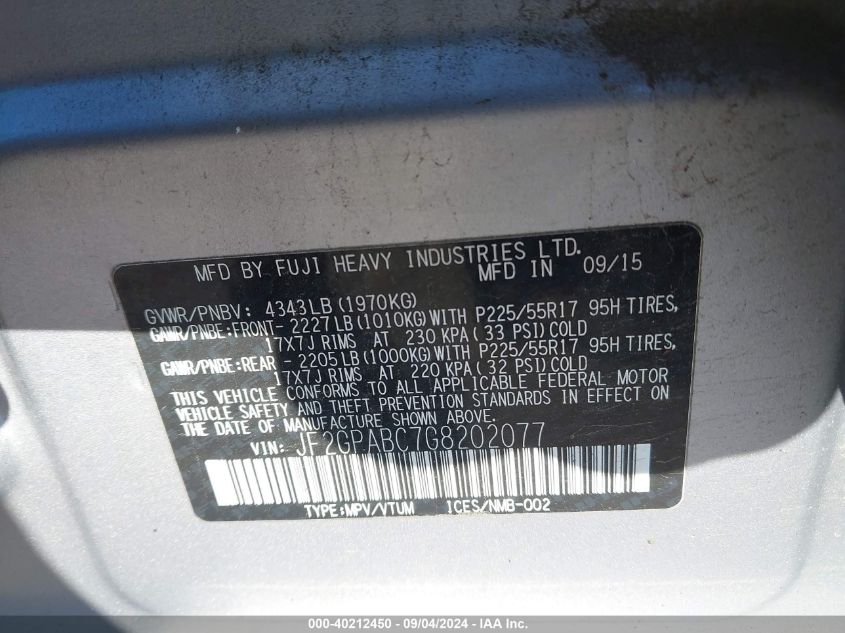 MFD BY FUJI HEAVY INDUSTRIES LTD.
MFD IN 09/15
GVWR/PNBV: 4343LB (1970KG)
GAWR/PNBE:FRONT- 2227LB (1010KG) WITH P225/55R17 95H TIRES,
17X7J RIMS AT 230 KPA (33 PSI) COLD
GAWR/PNBE:REAR - 2205LB (1000KG) WITH P225/55R17 95H TIRES,
17X7J RIMS AT 220 KPA (32 PSI) COLD
THIS VEHICLE CONFORMS TO ALL APPLICABLE FEDERAL MOTOR
VEHICLE SAFETY AND THEFT PREVENTION STANDARDS IN EFFECT ON
THE DATE OF MANUFACTURE SHOWN ABOVE.
VIN: JF2GPABC7G8202077
TYPE:MPV/VTUM ICES/NMB-002
000-40212450 - 09/04/2024 - IAA Inc.